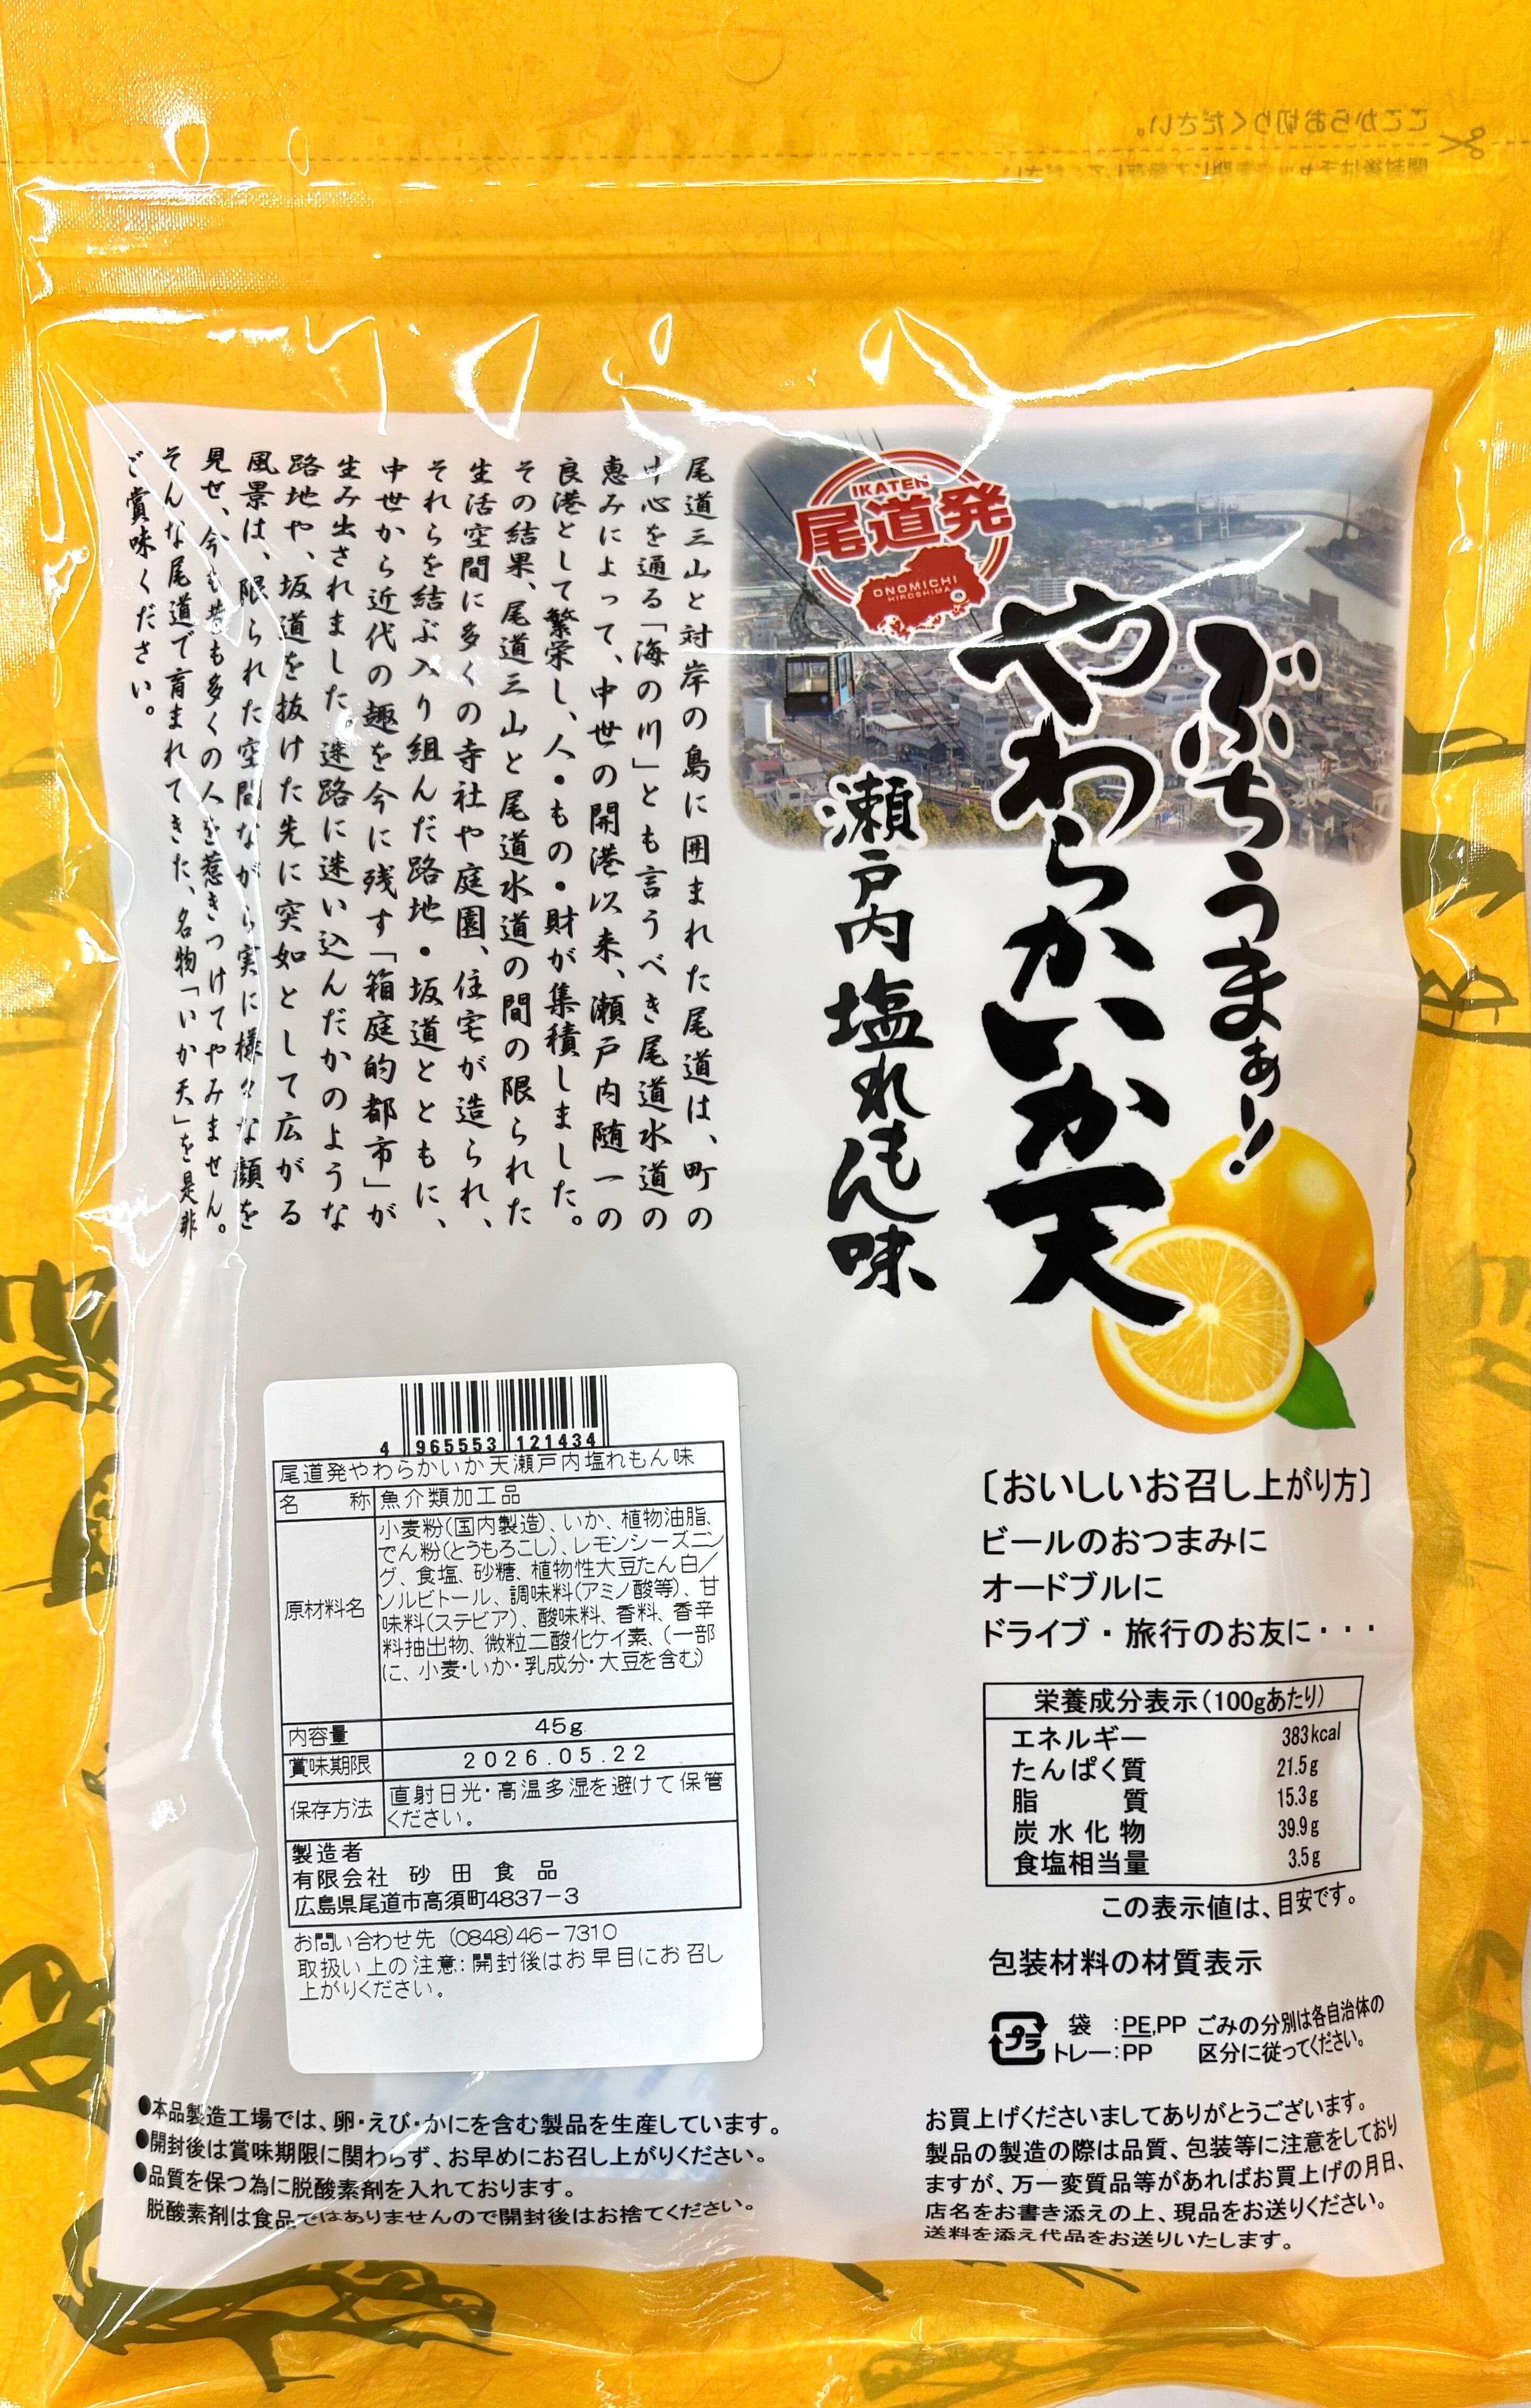 ここからお切りください。
IKATEN
尾道発
ONOMICHI
HIROSHIMA
ぶちうまぁー!
やわらかいか天
瀬戸内塩れもん味
尾道三山と対岸の島に囲まれた尾道は、町の
中心を通る「海の川」とも言うべき尾道水道の
恵みによって、中世の開港以来、瀬戸内随一の
良港として繁栄し、人・もの・財が集積しました。
その結果、尾道三山と尾道水道の間の限られた
生活空間に多くの寺社や庭園、住宅が造られ、
それらを結ぶ入り組んだ路地・坂道とともに、
中世から近代の趣を今に残す「箱庭的都市」が
生み出されました。迷路に迷い込んだかのような
路地や、坂道を抜けた先に突如として広がる
風景は、限られた空間ながら実に様々な顔を
見せ、今も昔も多くの人を惹きつけてやみません。
そんな尾道で育まれてきた、名物「いか天」を是非
ご賞味ください。
4 965553 121434
尾道発やわらかいか天瀬戸内塩れもん味
名 称 魚介類加工品
原材料名
小麦粉(国内製造)、いか、植物油脂、
でん粉(とうもろこし)、レモンシーズニン
グ、食塩、砂糖、植物性大豆たん白/
ソルビトール、調味料(アミノ酸等)、甘
味料(ステビア)、酸味料、香料、香辛
料抽出物、微粒二酸化ケイ素、(一部
に、小麦・いか・乳成分・大豆を含む)
内容量 45g
賞味期限 2026.05.22
保存方法 直射日光・高温多湿を避けて保管
ください。
製造者
有限会社 砂田食品
広島県尾道市高須町4837-3
お問い合わせ先 (0848)46-7310
取扱い上の注意:開封後はお早目にお召し
上がりください。
〔おいしいお召し上がり方〕
ビールのおつまみに
オードブルに
ドライブ・旅行のお友に・・・
栄養成分表示(100gあたり)
エネルギー 383kcal
たんぱく質 21.5g
脂質 15.3g
炭水化物 39.9g
食塩相当量 3.5g
この表示値は、目安です。
包装材料の材質表示
プラ
袋 :PE,PP ごみの分別は各自治体の
トレー:PP 区分に従ってください。
●本品製造工場では、卵・えび・かにを含む製品を生産しています。
●開封後は賞味期限に関わらず、お早めにお召し上がりください。
●品質を保つ為に脱酸素剤を入れております。
脱酸素剤は食品ではありませんので開封後はお捨てください。
お買上げくださいましてありがとうございます。
製品の製造の際は品質、包装等に注意をしており
ますが、万一変質品等があればお買上げの月日、
店名をお書き添えの上、現品をお送りください。
送料を添え代品をお送りいたします。